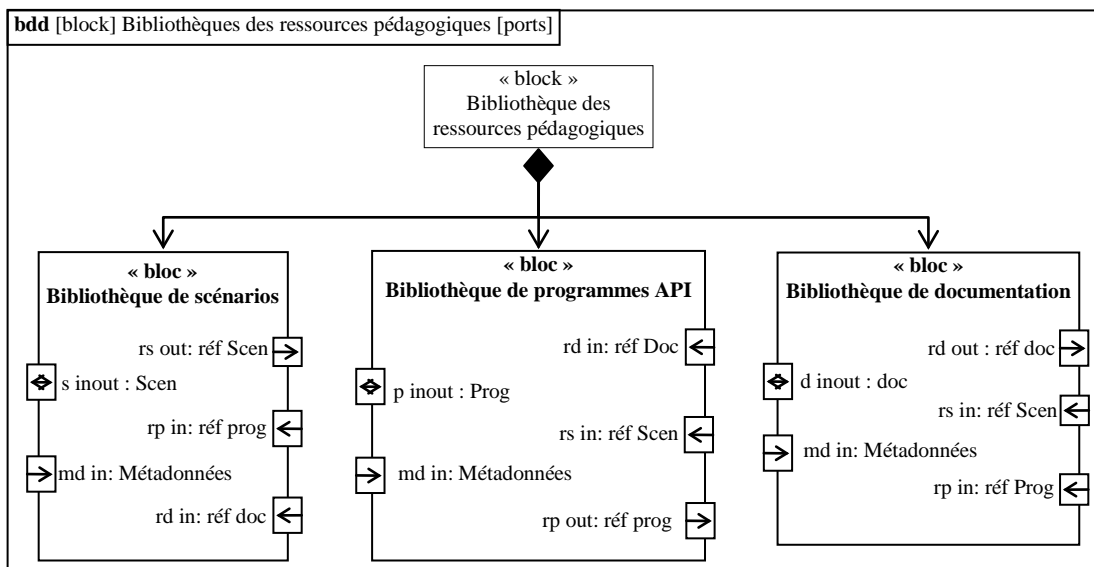 bdd [block] Bibliothèques des ressources pédagogiques [ports]
« block »
Bibliothèque des
ressources pédagogiques
« bloc »
Bibliothèque de scénarios
rs out: réf Scen
s inout : Scen
rp in: réf prog
md in: Métadonnées
rd in: réf doc
« bloc »
Bibliothèque de programmes API
rd in: réf Doc
p inout : Prog
rs in: réf Scen
md in: Métadonnées
rp out: réf prog
« bloc »
Bibliothèque de documentation
rd out : réf doc
d inout : doc
rs in: réf Scen
md in: Métadonnées
rp in: réf Prog